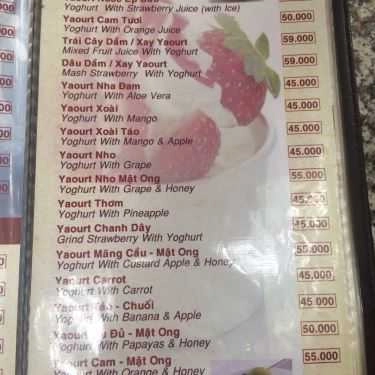 Yoghurt With Strawberry Juice (with Ice)
Yaourt Cam Tươi 50.000
Yoghurt With Orange Juice
Trái Cây Dầm / Xay Yaourt 59.000
Mixed Fruit Juice With Yoghurt
Dâu Dầm / Xay Yaourt 59.000
Mash Strawberry With Yoghurt
Yaourt Nha Đam 45.000
Yoghurt With Aloe Vera
Yaourt Xoài 45.000
Yoghurt With Mango
Yaourt Xoài Táo 45.000
Yoghurt With Mango & Apple
Yaourt Nho 45.000
Yoghurt With Grape
Yaourt Nho Mật Ong 55.000
Yoghurt With Grape & Honey
Yaourt Thơm 45.000
Yoghurt With Pineapple
Yaourt Chanh Dây 45.000
Grind Strawberry With Yoghurt
Yaourt Mãng Cầu - Mật Ong 55.000
Yoghurt With Custard Apple & Honey
Yaourt Carrot 45.000
Yoghurt With Carrot
Yaourt Táo - Chuối 45.000
Yoghurt With Banana & Apple
Yaourt Đu Đủ - Mật Ong 50.000
Yoghurt With Papayas & Honey
Yaourt Cam - Mật Ong 55.000
Yoghurt With Orange & Honey